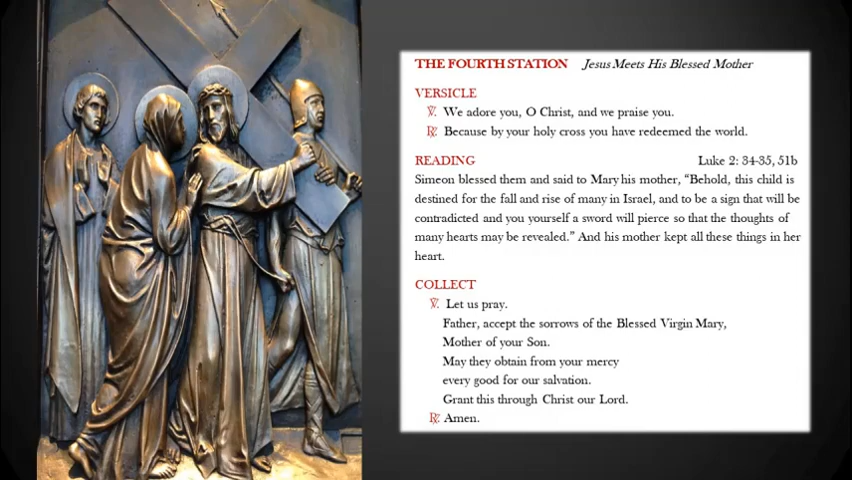 THE FOURTH STATION Jesus Meets His Blessed Mother
VERSICLE
℣. We adore you, O Christ, and we praise you.
℟. Because by your holy cross you have redeemed the world.
READING Luke 2: 34-35, 51b
Simeon blessed them and said to Mary his mother, “Behold, this child is
destined for the fall and rise of many in Israel, and to be a sign that will be
contradicted and you yourself a sword will pierce so that the thoughts of
many hearts may be revealed.” And his mother kept all these things in her
heart.
COLLECT
℣. Let us pray.
Father, accept the sorrows of the Blessed Virgin Mary,
Mother of your Son.
May they obtain from your mercy
every good for our salvation.
Grant this through Christ our Lord.
℟. Amen.